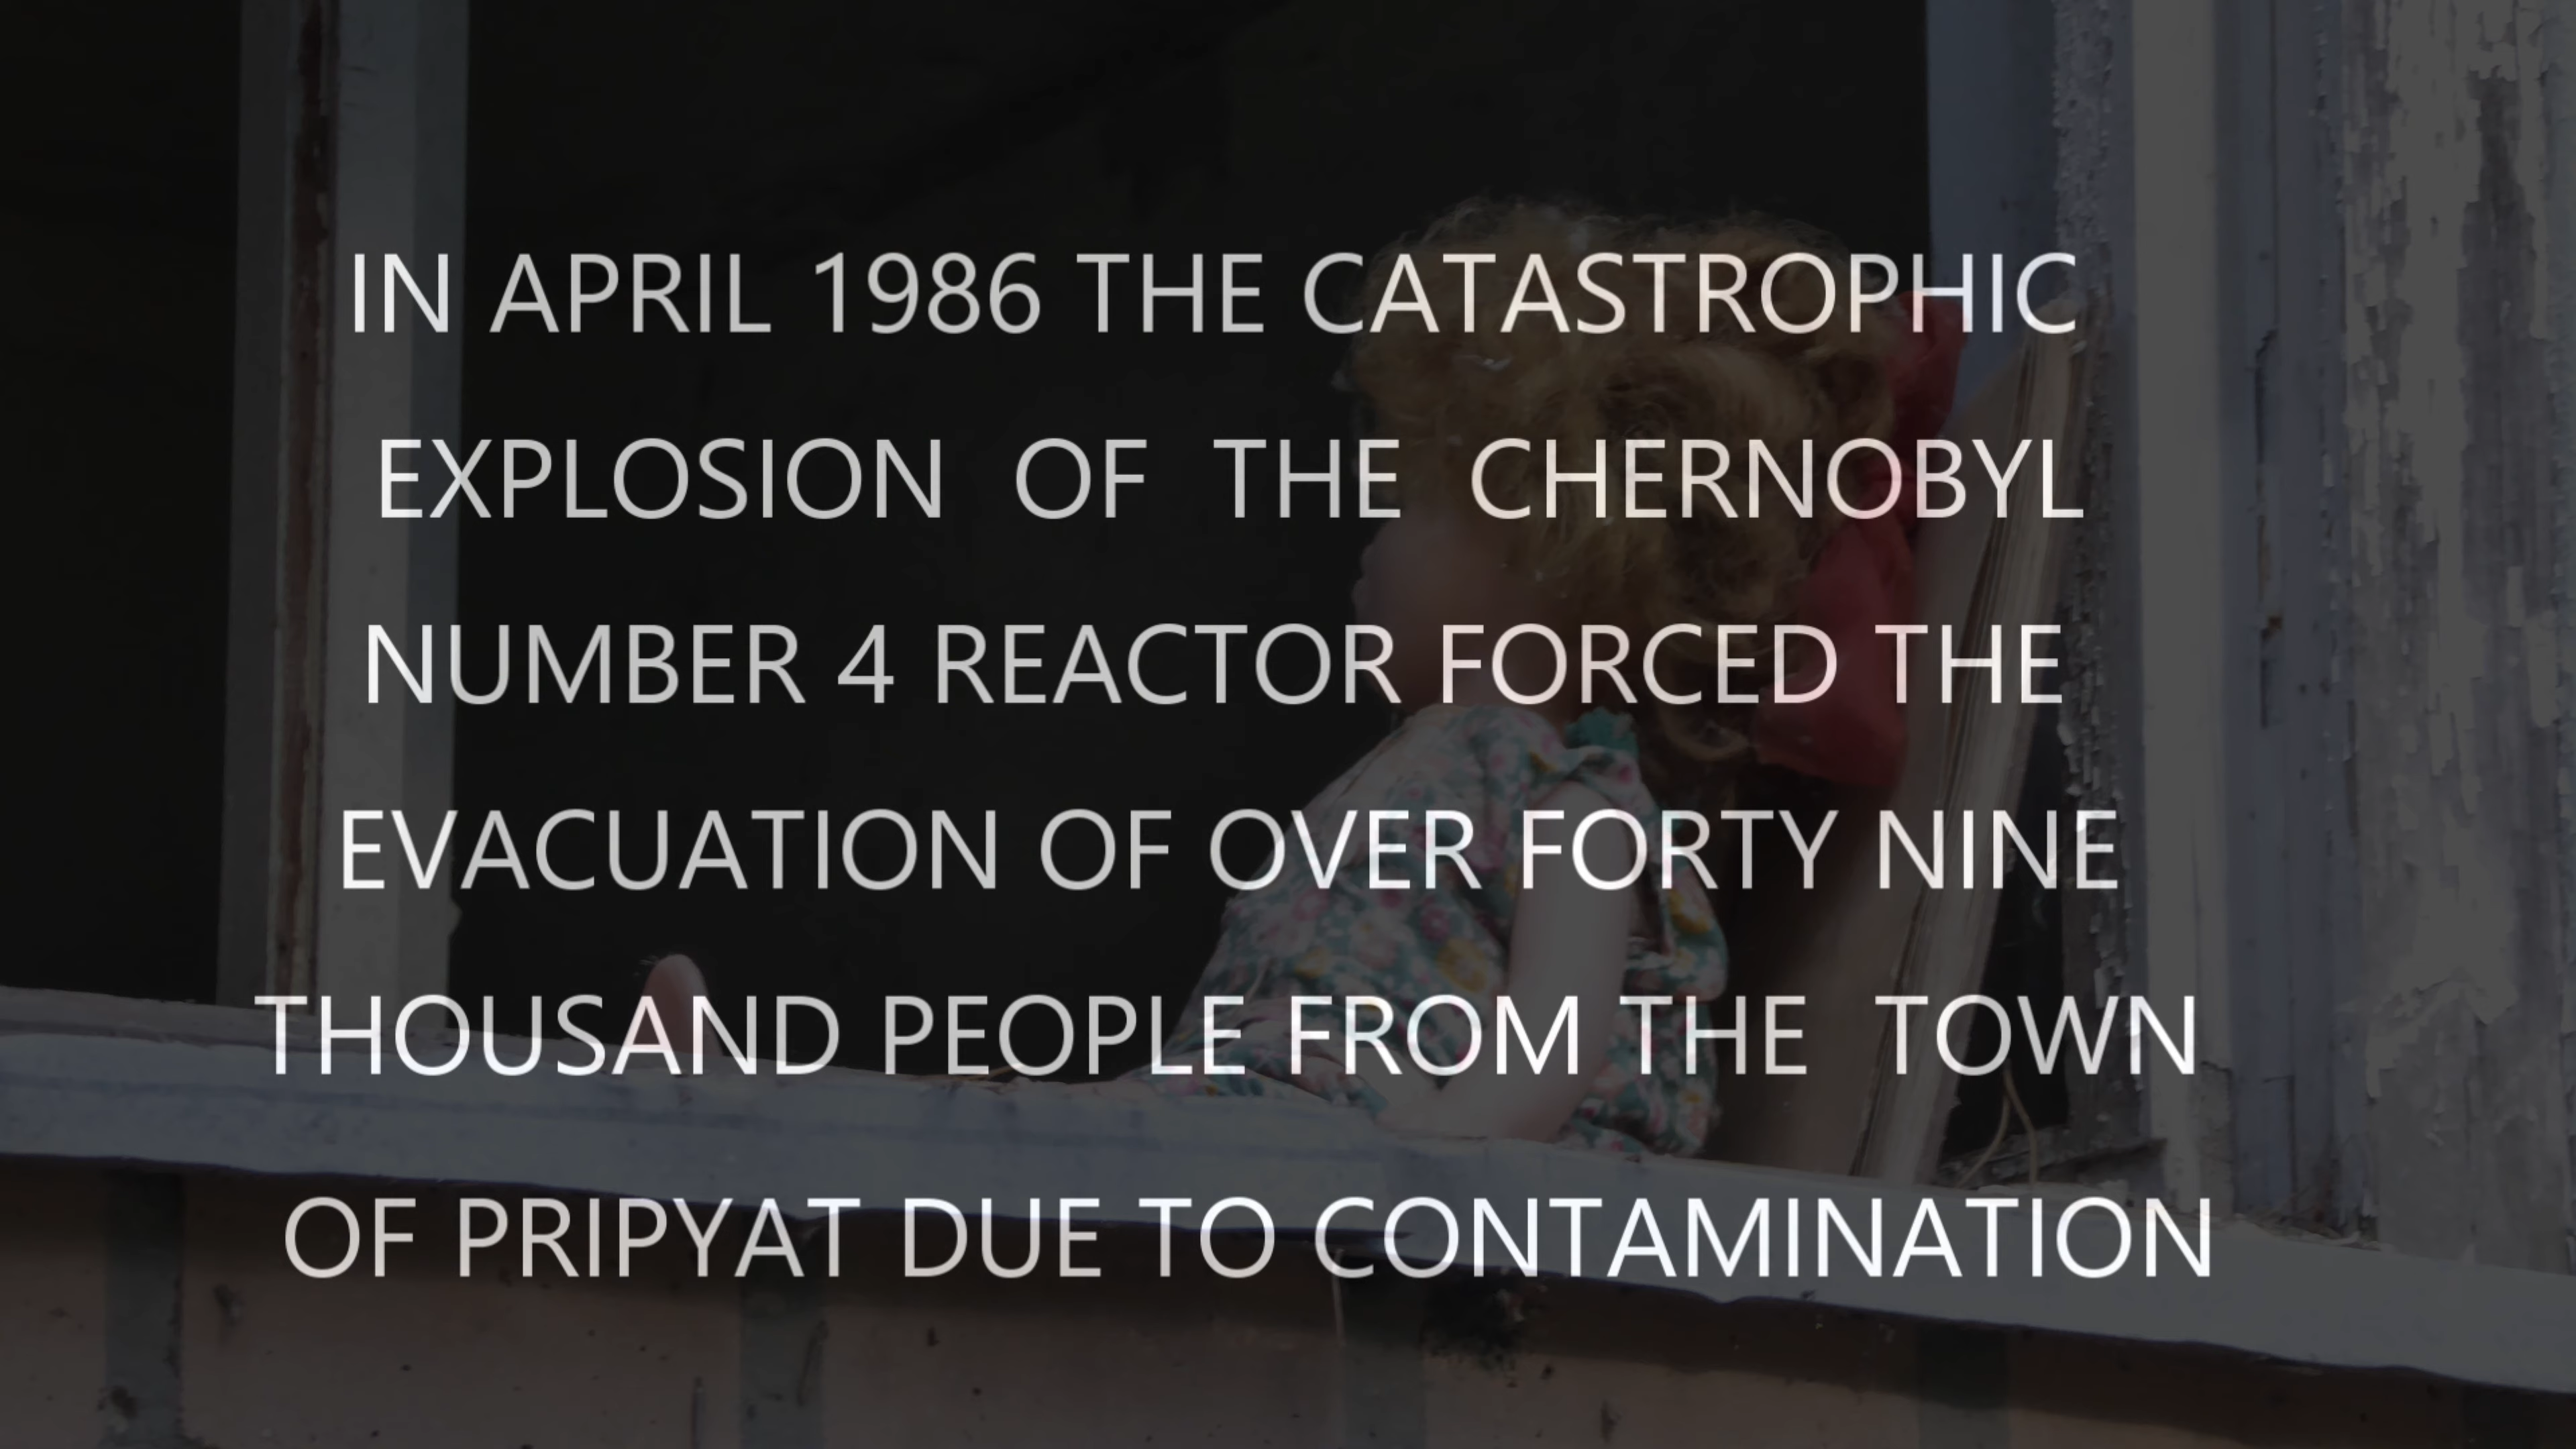 IN APRIL 1986 THE CATASTROPHIC
EXPLOSION OF THE CHERNOBYL
NUMBER 4 REACTOR FORCED THE
EVACUATION OF OVER FORTY NINE
THOUSAND PEOPLE FROM THE TOWN
OF PRIPYAT DUE TO CONTAMINATION